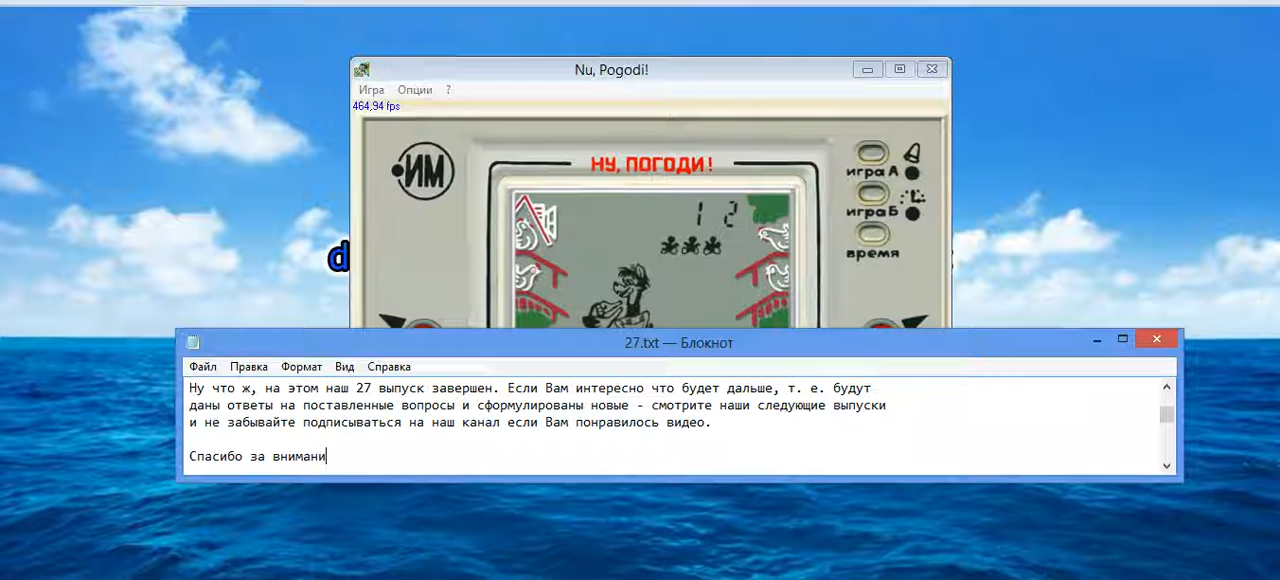 Nu, Pogodi!
Игра Опции ?
464,94 fps
ИМ
НУ, ПОГОДИ!
игра А
игра Б
время
12
d
27.txt — Блокнот
Файл Правка Формат Вид Справка
Ну что ж, на этом наш 27 выпуск завершен. Если Вам интересно что будет дальше, т. е. будут
даны ответы на поставленные вопросы и сформулированы новые - смотрите наши следующие выпуски
и не забывайте подписываться на наш канал если Вам понравилось видео.
Спасибо за внимани